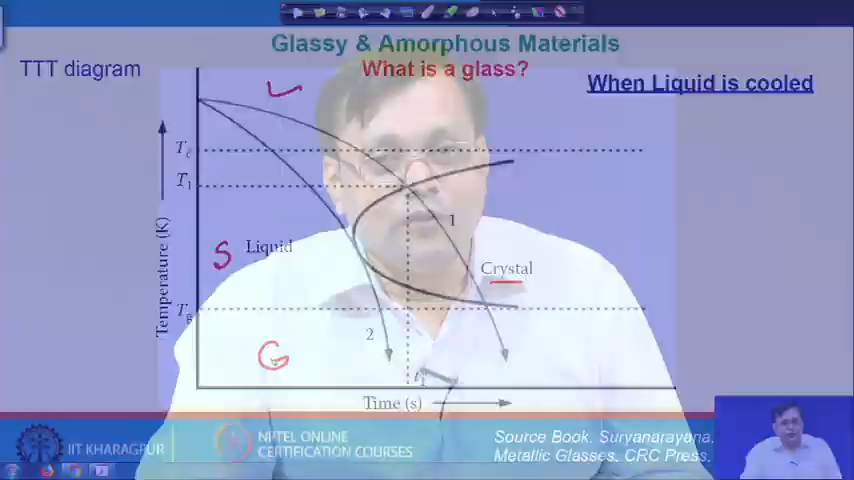 Glassy & Amorphous Materials
TTT diagram
What is a glass?
When Liquid is cooled
Tℓ
T1
1
S Liquid
Crystal
Temperature (K)
Tg
2
G
t1
Time (s)
IIT KHARAGPUR
NPTEL ONLINE
CERTIFICATION COURSES
Source Book. Suryanarayana,
Metallic Glasses, CRC Press,